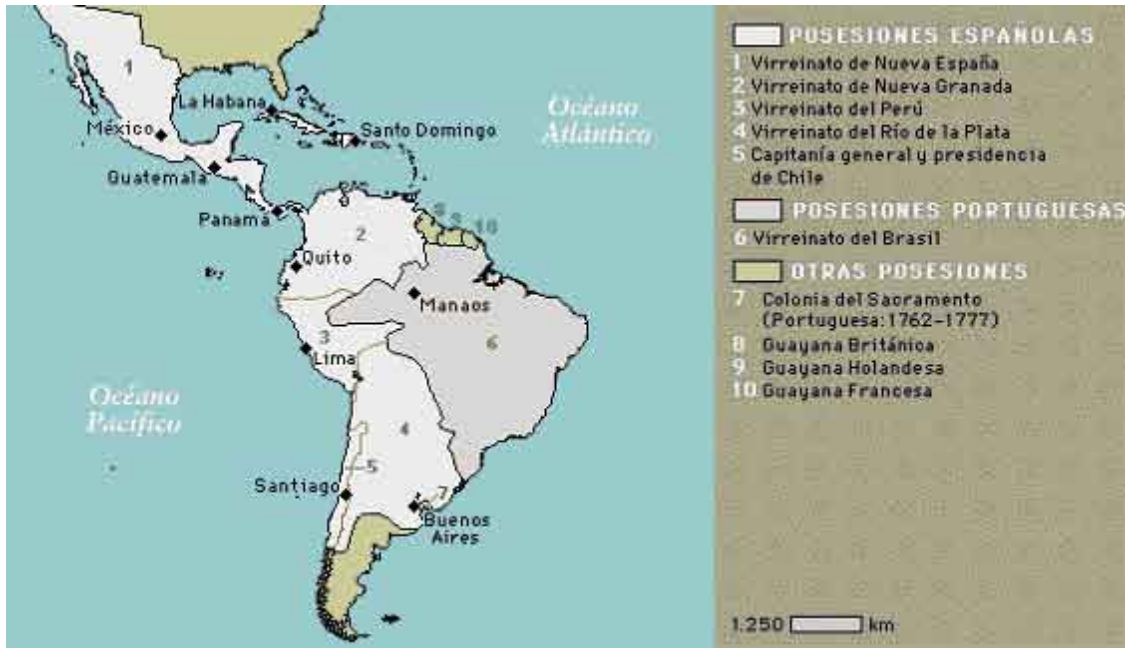 1
La Habana
México
Santo Domingo
Guatemala
Panamá
Océano
Atlántico
8
9
10
2
Quito
Manaos
3
Lima
6
Océano
Pacífico
4
5
Santiago
7
Buenos
Aires
POSESIONES ESPAÑOLAS
1 Virreinato de Nueva España
2 Virreinato de Nueva Granada
3 Virreinato del Perú
4 Virreinato del Río de la Plata
5 Capitanía general y presidencia
de Chile
POSESIONES PORTUGUESAS
6 Virreinato del Brasil
OTRAS POSESIONES
7 Colonia del Sacramento
(Portuguesa: 1762-1777)
8 Guayana Británica
9 Guayana Holandesa
10 Guayana Francesa
1.250 km